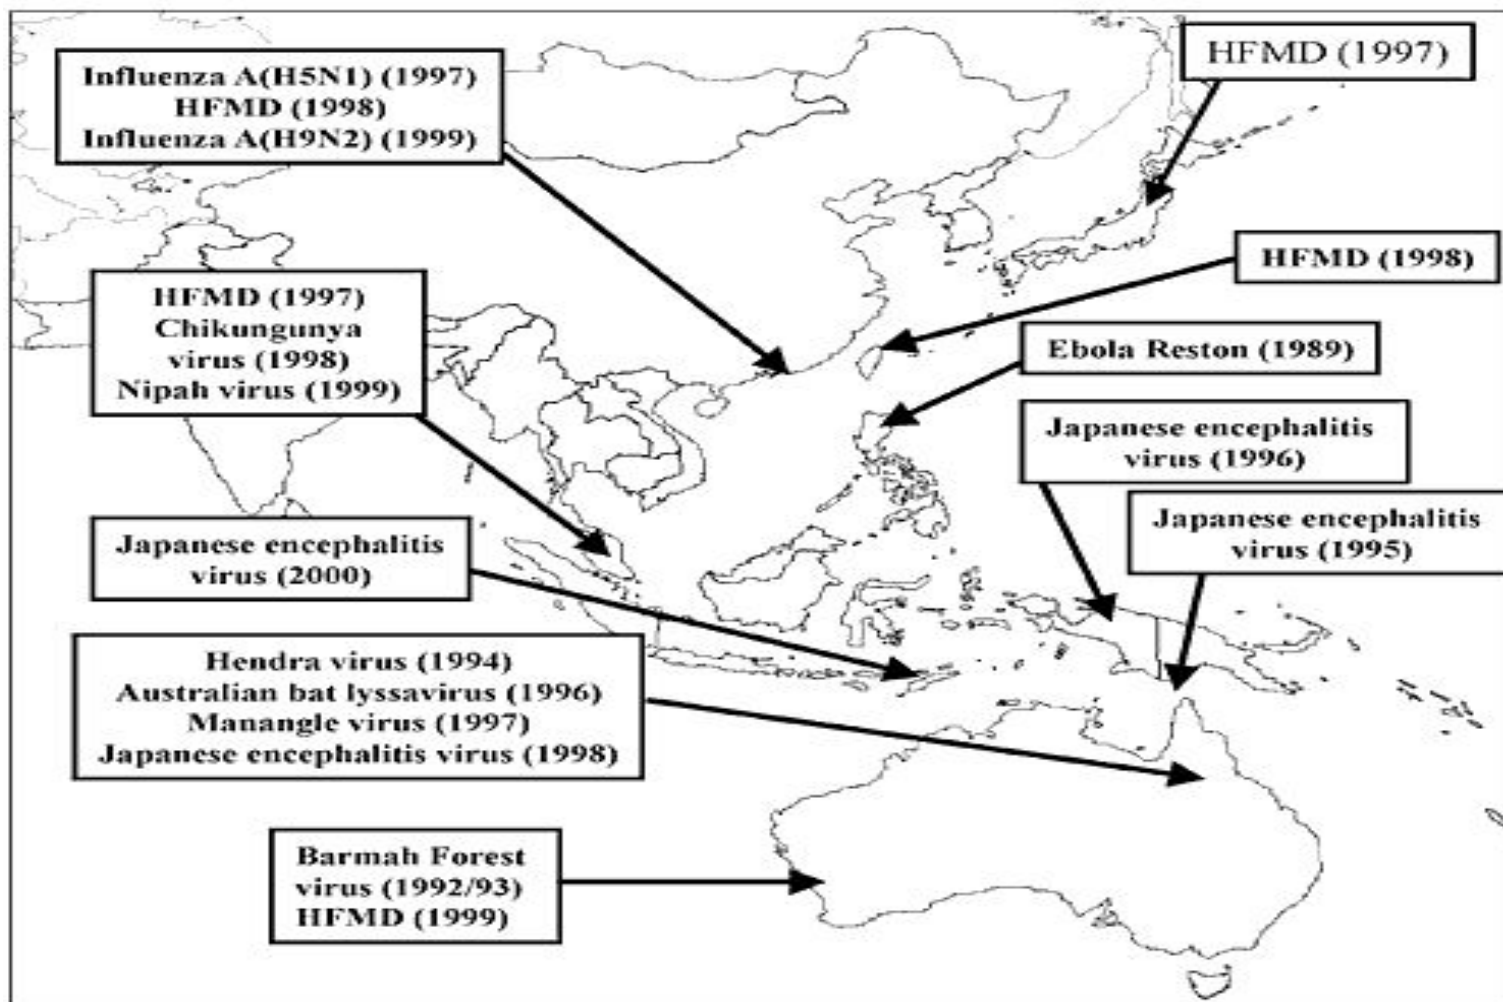 Influenza A(H5N1) (1997)
HFMD (1998)
Influenza A(H9N2) (1999)
HFMD (1997)
HFMD (1998)
HFMD (1997)
Chikungunya
virus (1998)
Nipah virus (1999)
Ebola Reston (1989)
Japanese encephalitis
virus (1996)
Japanese encephalitis
virus (1995)
Japanese encephalitis
virus (2000)
Hendra virus (1994)
Australian bat lyssavirus (1996)
Manangle virus (1997)
Japanese encephalitis virus (1998)
Barmah Forest
virus (1992/93)
HFMD (1999)